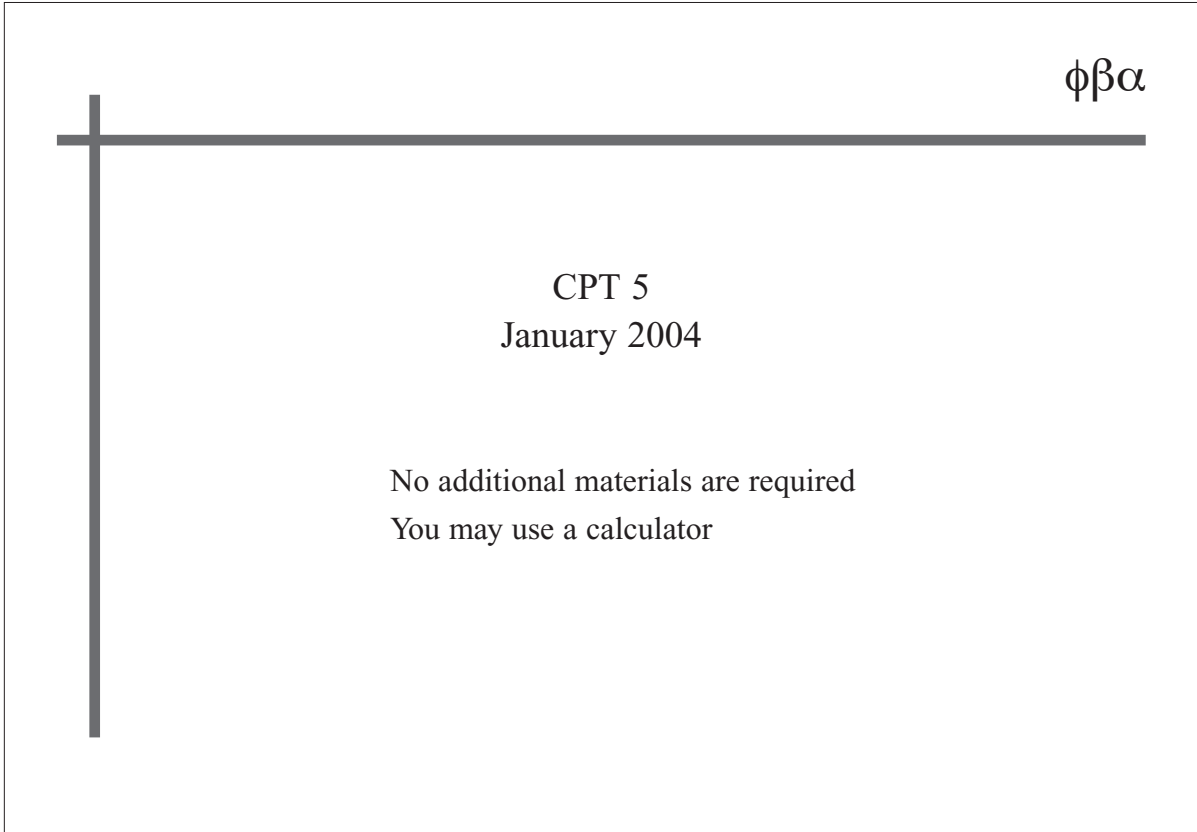 φβα
CPT 5
January 2004
No additional materials are required
You may use a calculator